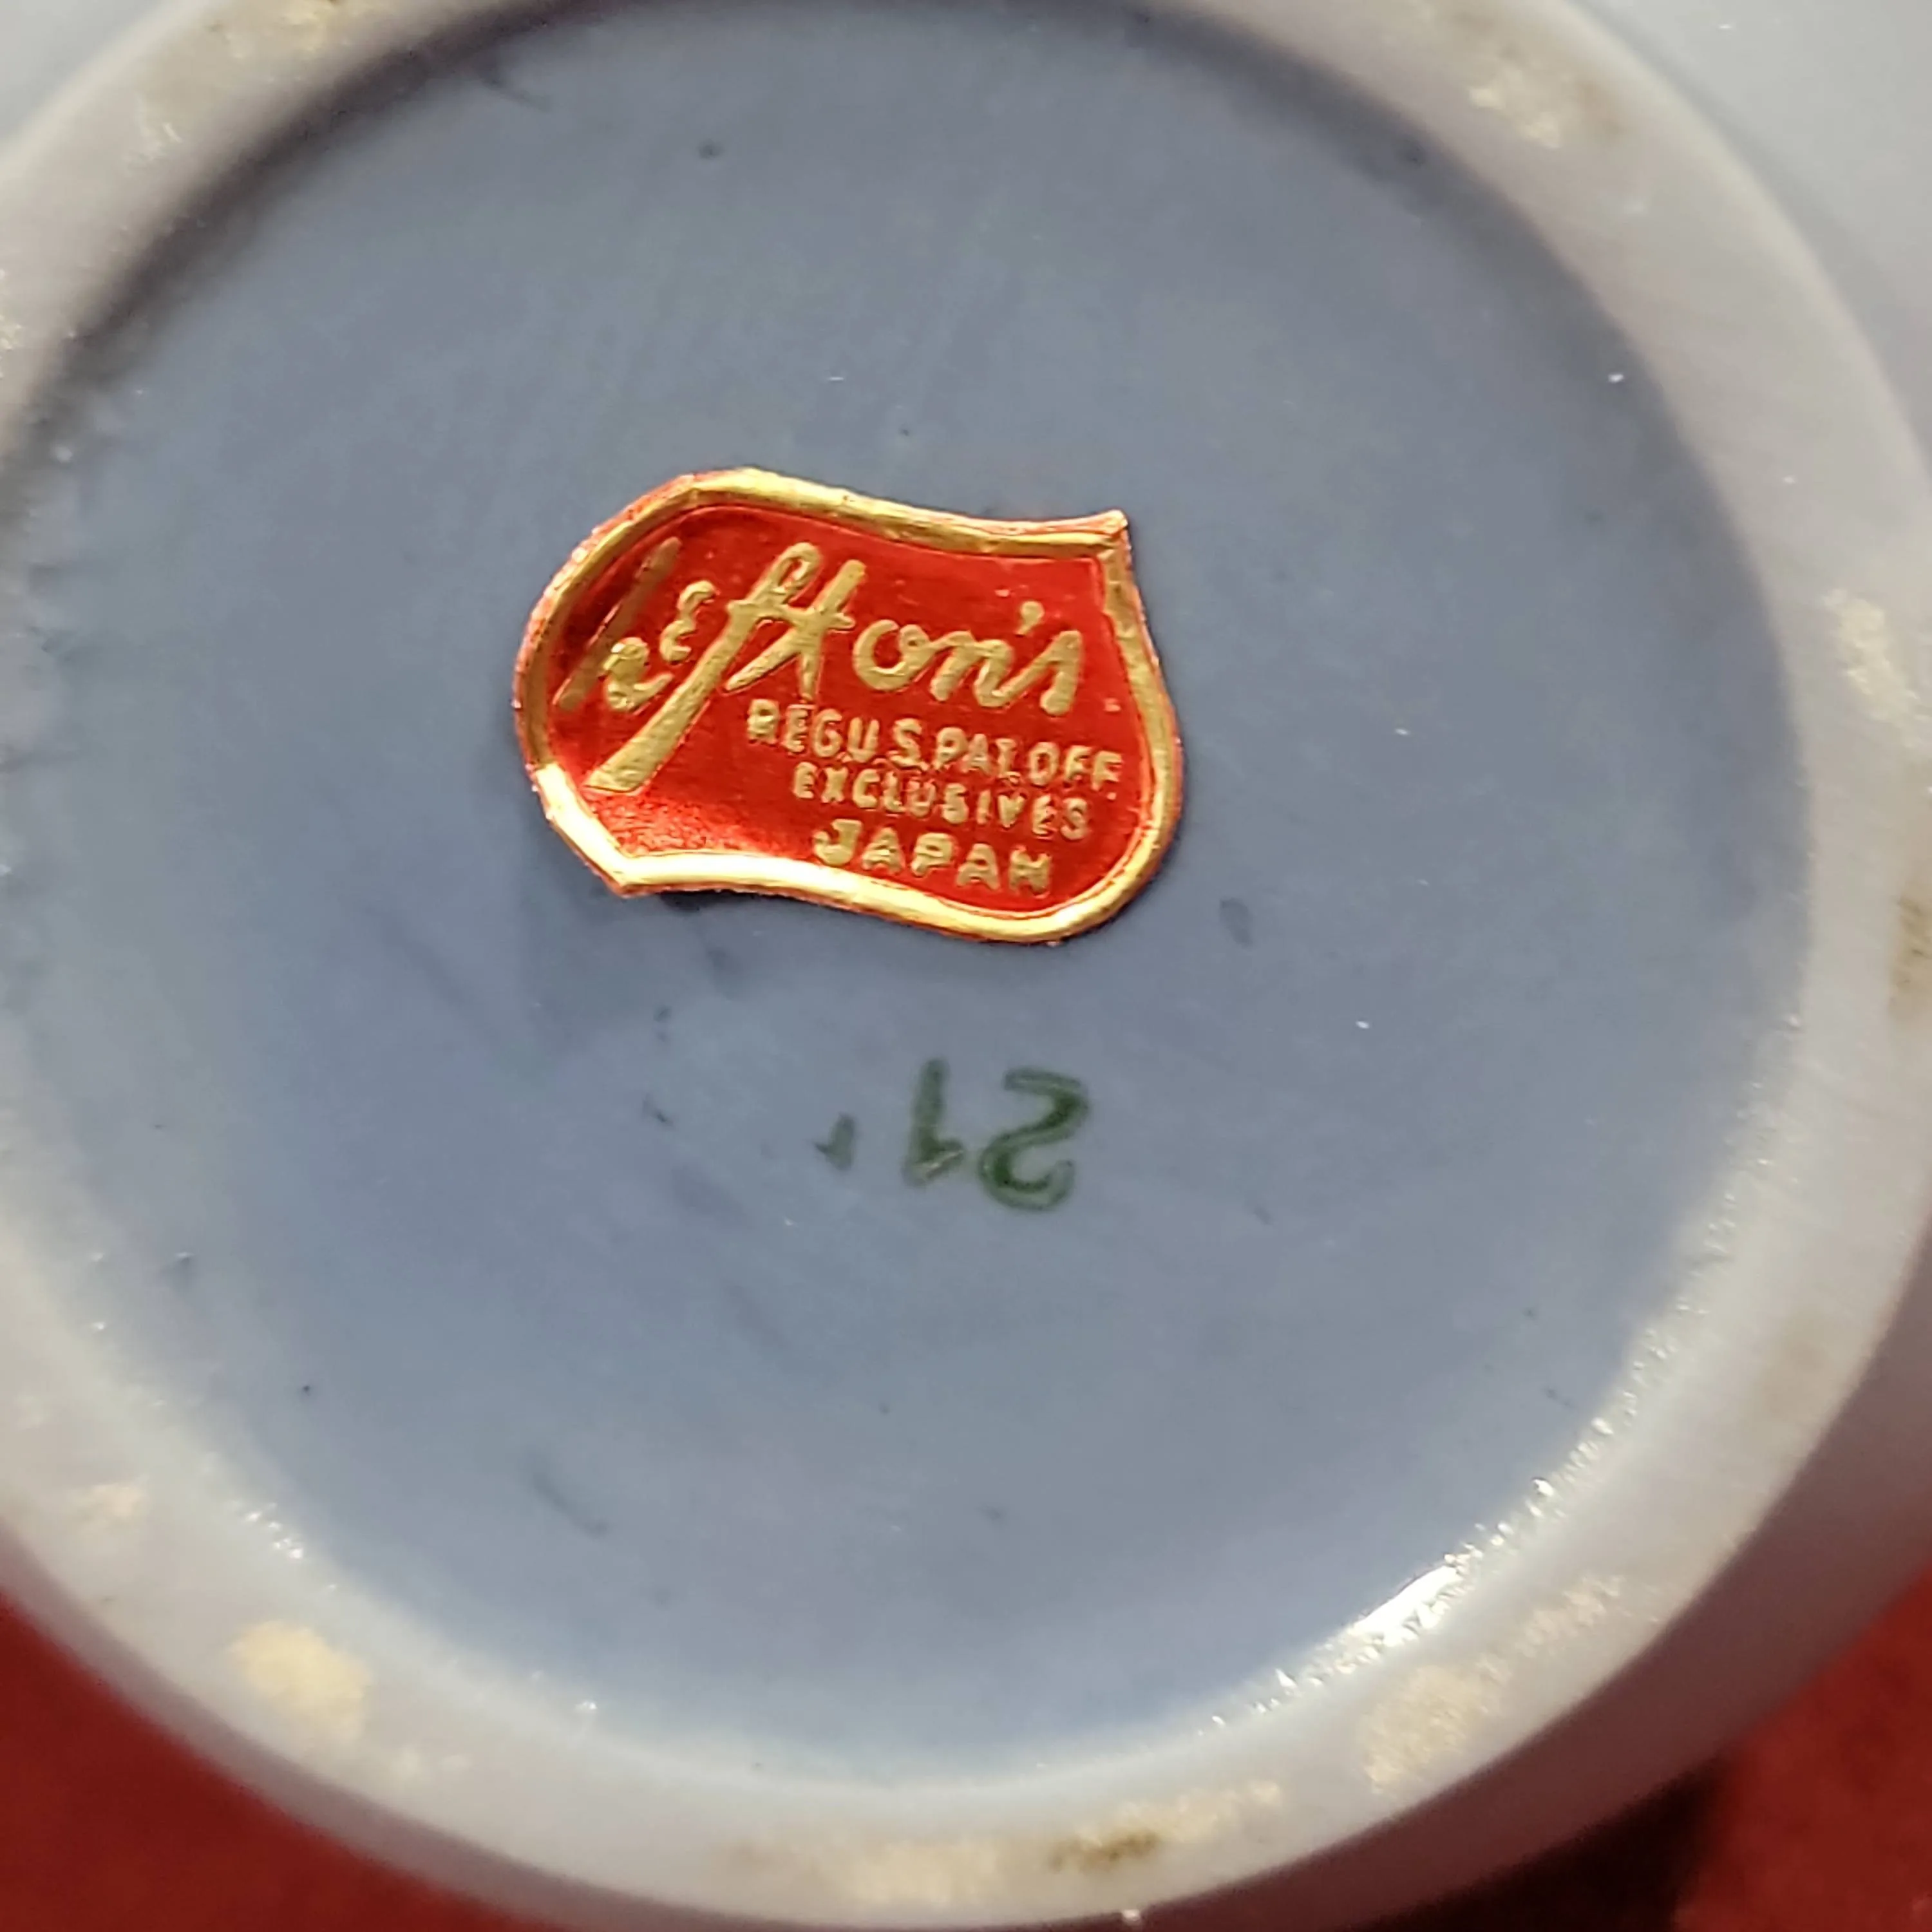 Lefton's
REG.U.S.PAT.OFF.
EXCLUSIVES
JAPAN
21